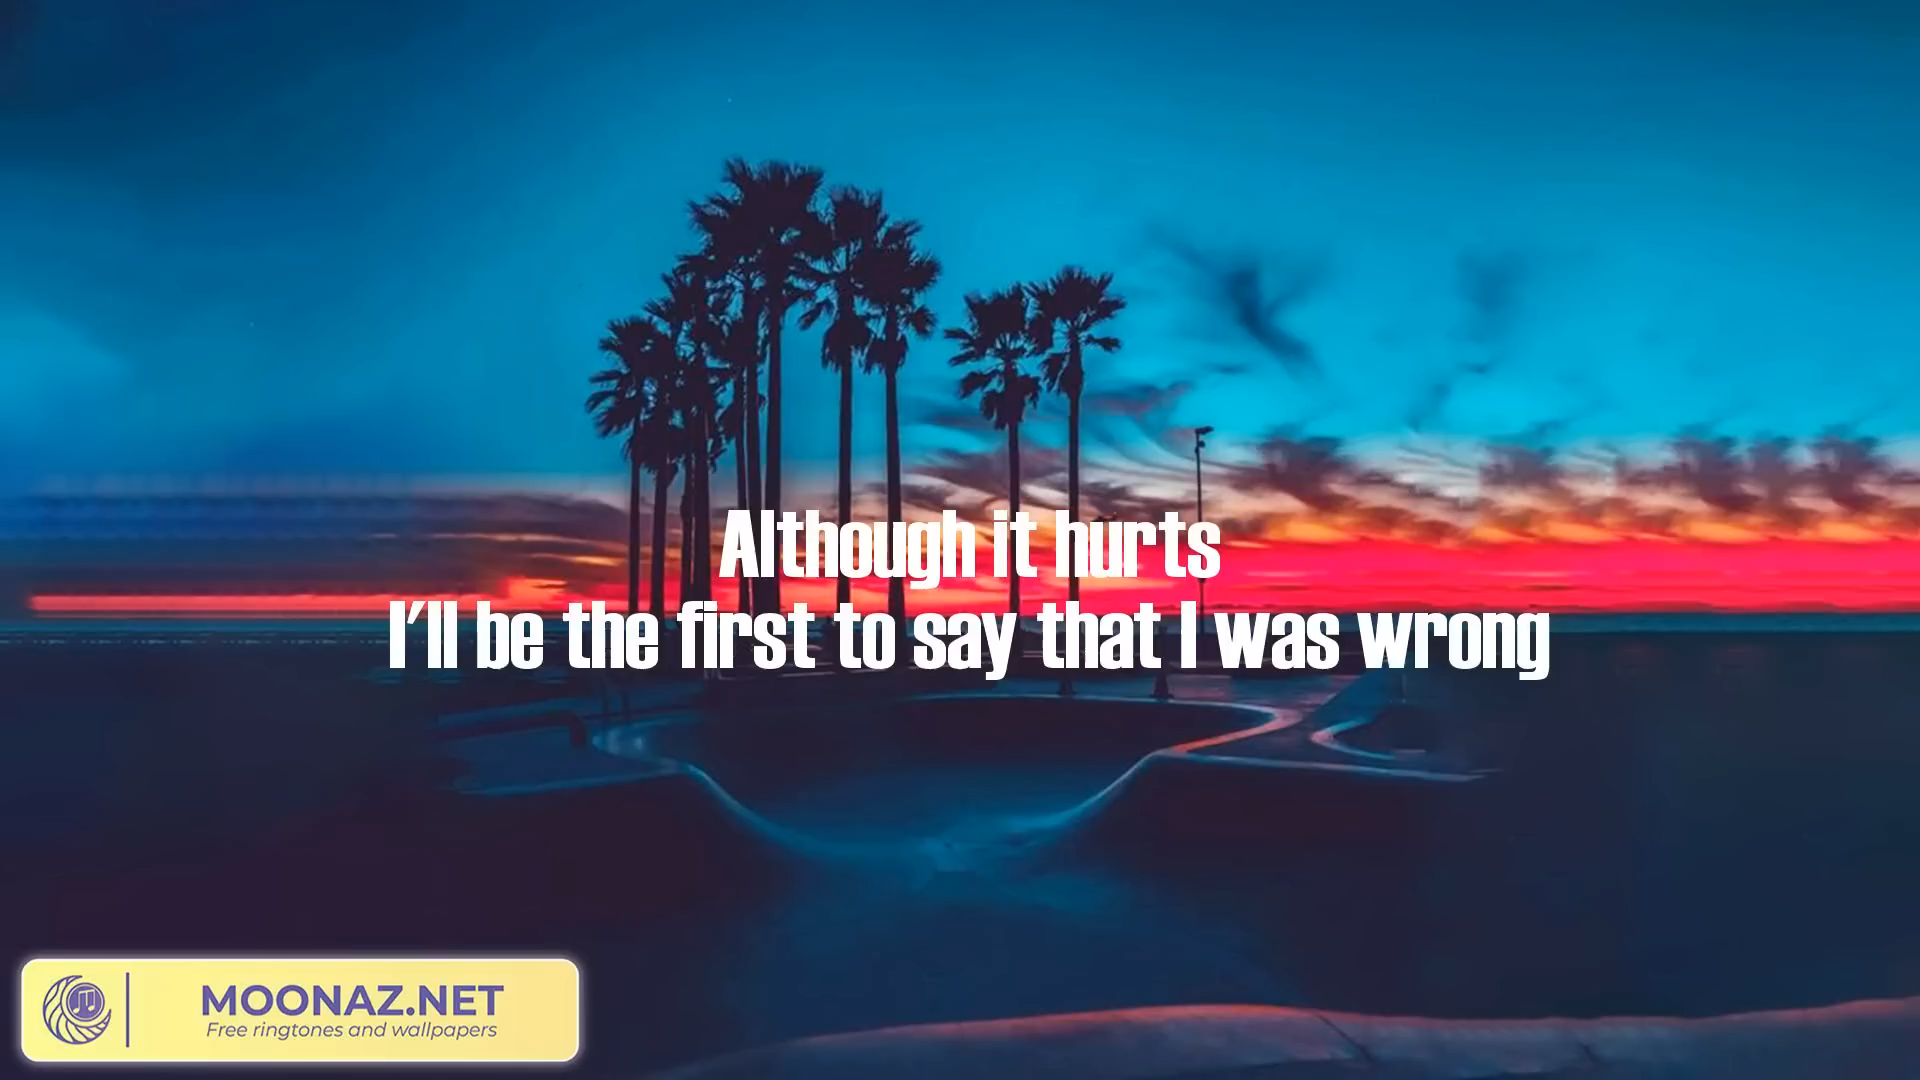 Although it hurts
I'll be the first to say that I was wrong
MOONAZ.NET
Free ringtones and wallpapers